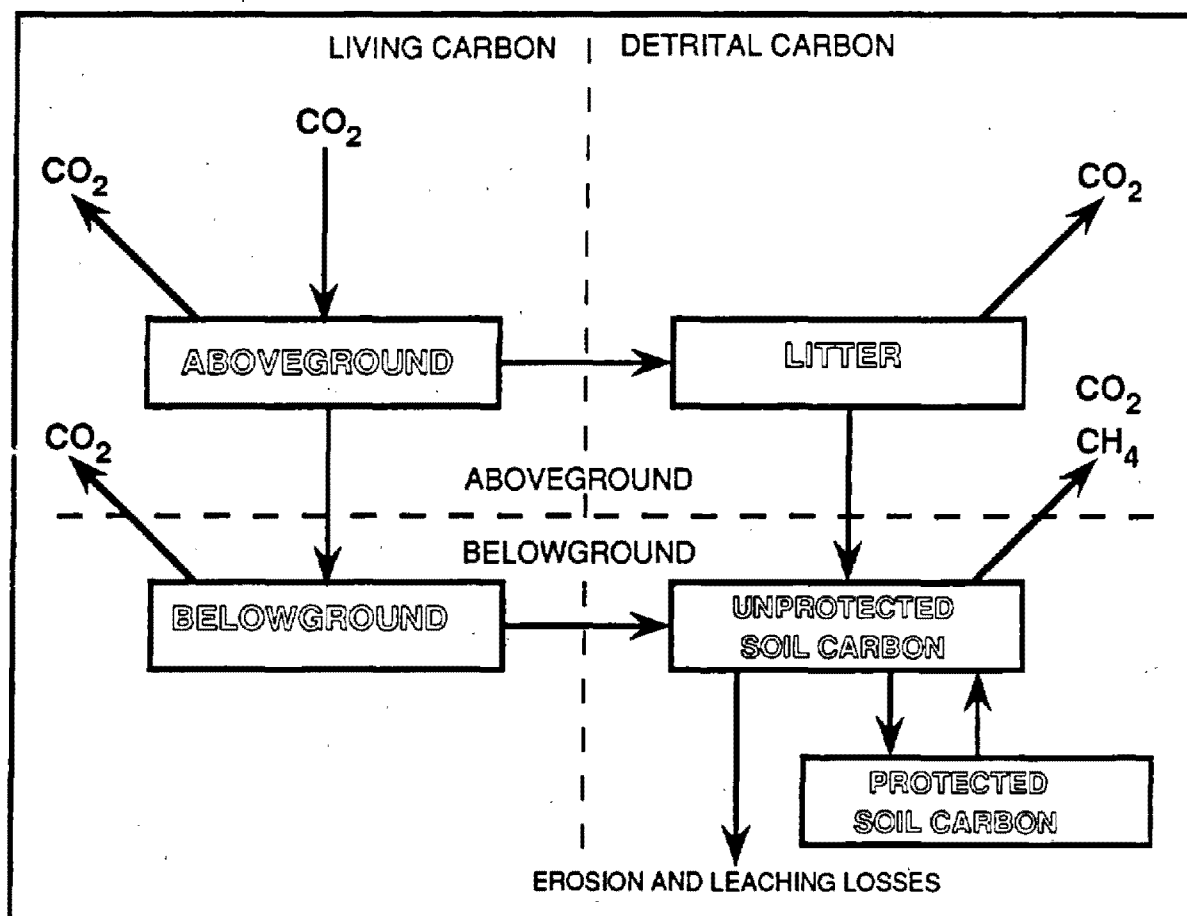 LIVING CARBON
DETRITAL CARBON
CO₂
CO₂
CO₂
ABOVEGROUND
LITTER
CO₂
CO₂
CH₄
ABOVEGROUND
BELOWGROUND
BELOWGROUND
UNPROTECTED
SOIL CARBON
PROTECTED
SOIL CARBON
EROSION AND LEACHING LOSSES